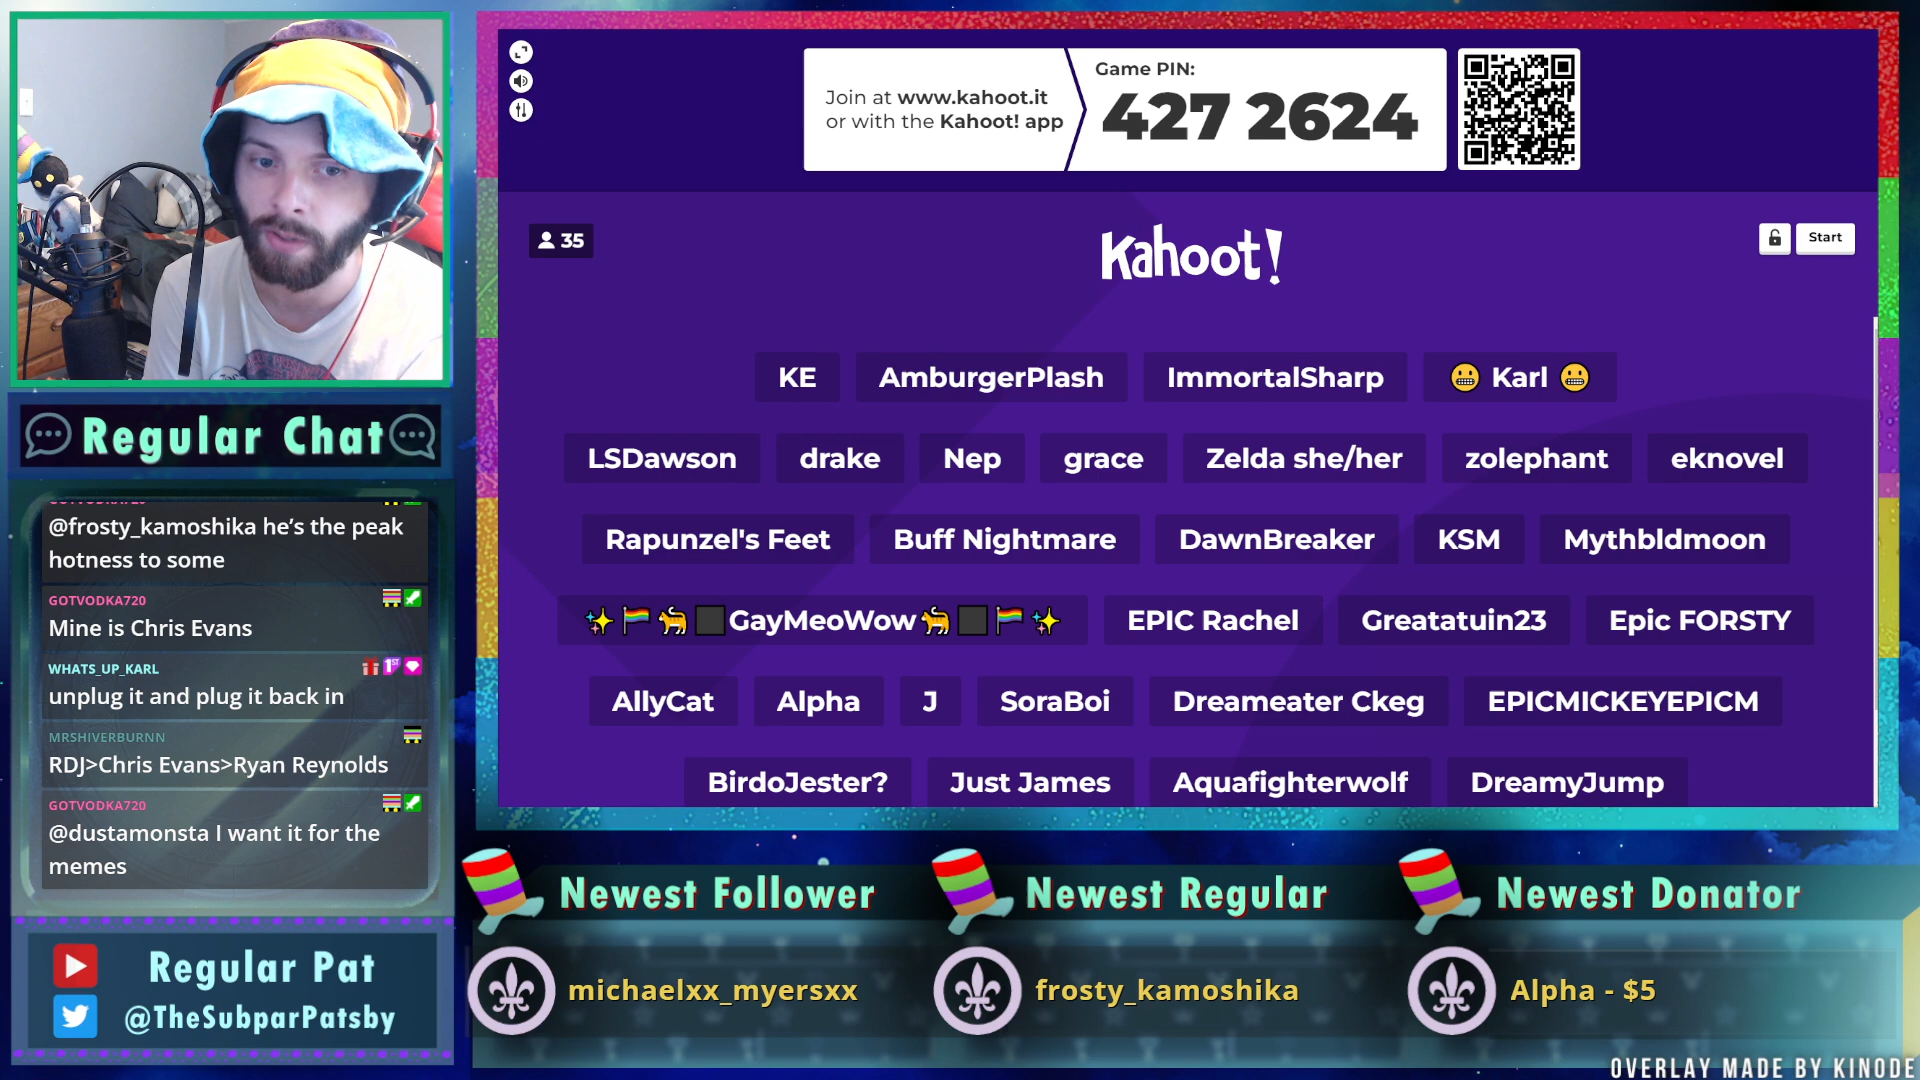 Join at www.kahoot.it
or with the Kahoot! app
Game PIN:
427 2624
35
Kahoot!
Start
KE
AmburgerPlash
ImmortalSharp
😬 Karl 😬
LSDawson
drake
Nep
grace
Zelda she/her
zolephant
eknovel
Rapunzel's Feet
Buff Nightmare
DawnBreaker
KSM
Mythbldmoon
✨🏳️‍🌈🐈⬛GayMeoWow🐈⬛🏳️‍🌈✨
EPIC Rachel
Greatatuin23
Epic FORSTY
AllyCat
Alpha
J
SoraBoi
Dreameater Ckeg
EPICMICKEYEPICM
BirdoJester?
Just James
Aquafighterwolf
DreamyJump
Regular Chat
GOTVODKA720
@frosty_kamoshika he's the peak
hotness to some
GOTVODKA720
Mine is Chris Evans
WHATS_UP_KARL
1ST
unplug it and plug it back in
MRSHIVERBURNN
RDJ>Chris Evans>Ryan Reynolds
GOTVODKA720
@dustamonsta I want it for the
memes
Regular Pat
@TheSubparPatsby
Newest Follower
michaelxx_myersxx
Newest Regular
frosty_kamoshika
Newest Donator
Alpha - $5
OVERLAY MADE BY KINODE